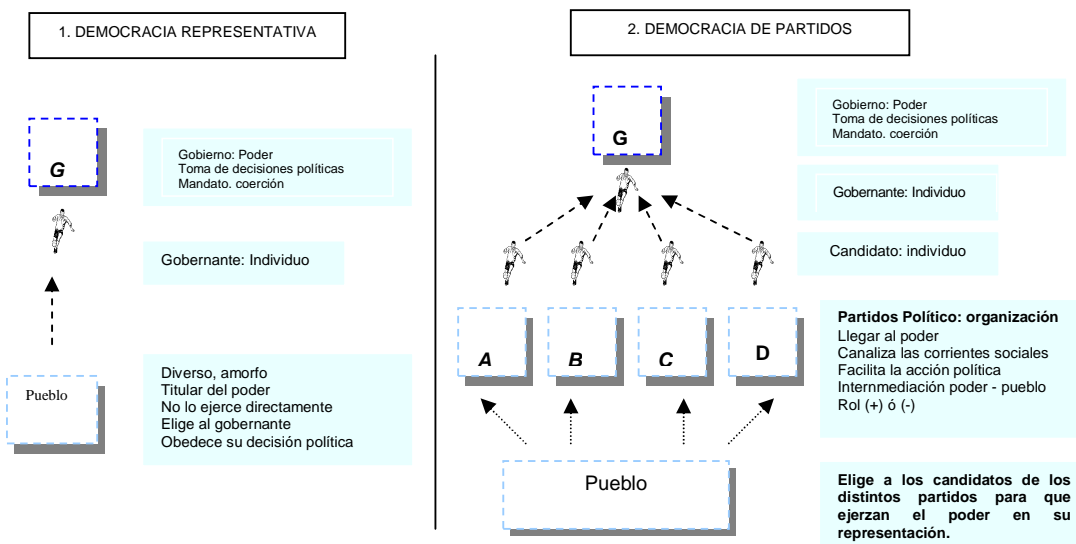 1. DEMOCRACIA REPRESENTATIVA
G
Gobierno: Poder
Toma de decisiones políticas
Mandato. coerción
Gobernante: Individuo
Pueblo
Diverso, amorfo
Titular del poder
No lo ejerce directamente
Elige al gobernante
Obedece su decisión política
2. DEMOCRACIA DE PARTIDOS
G
Gobierno: Poder
Toma de decisiones políticas
Mandato. coerción
Gobernante: Individuo
Candidato: individuo
A
B
C
D
Partidos Político: organización
Llegar al poder
Canaliza las corrientes sociales
Facilita la acción política
Internmediación poder - pueblo
Rol (+) ó (-)
Pueblo
Elige a los candidatos de los
distintos partidos para que
ejerzan el poder en su
representación.